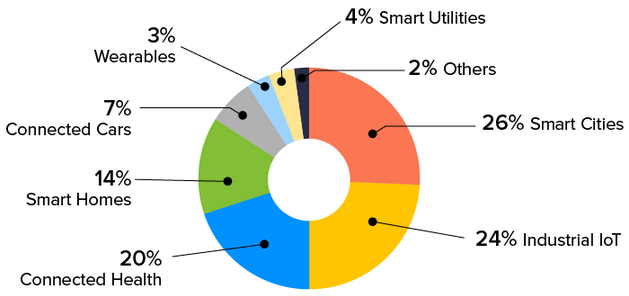 4% Smart Utilities
3%
Wearables
2% Others
7%
Connected Cars
26% Smart Cities
14%
Smart Homes
24% Industrial IoT
20%
Connected Health